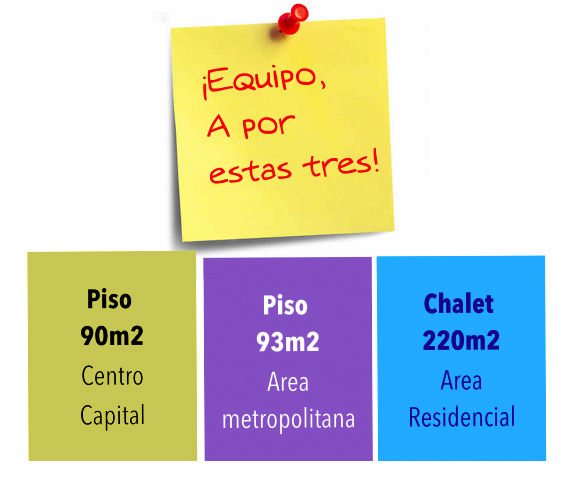 ¡Equipo,
A por
estas tres!
Piso
90m2
Centro
Capital
Piso
93m2
Area
metropolitana
Chalet
220m2
Area
Residencial